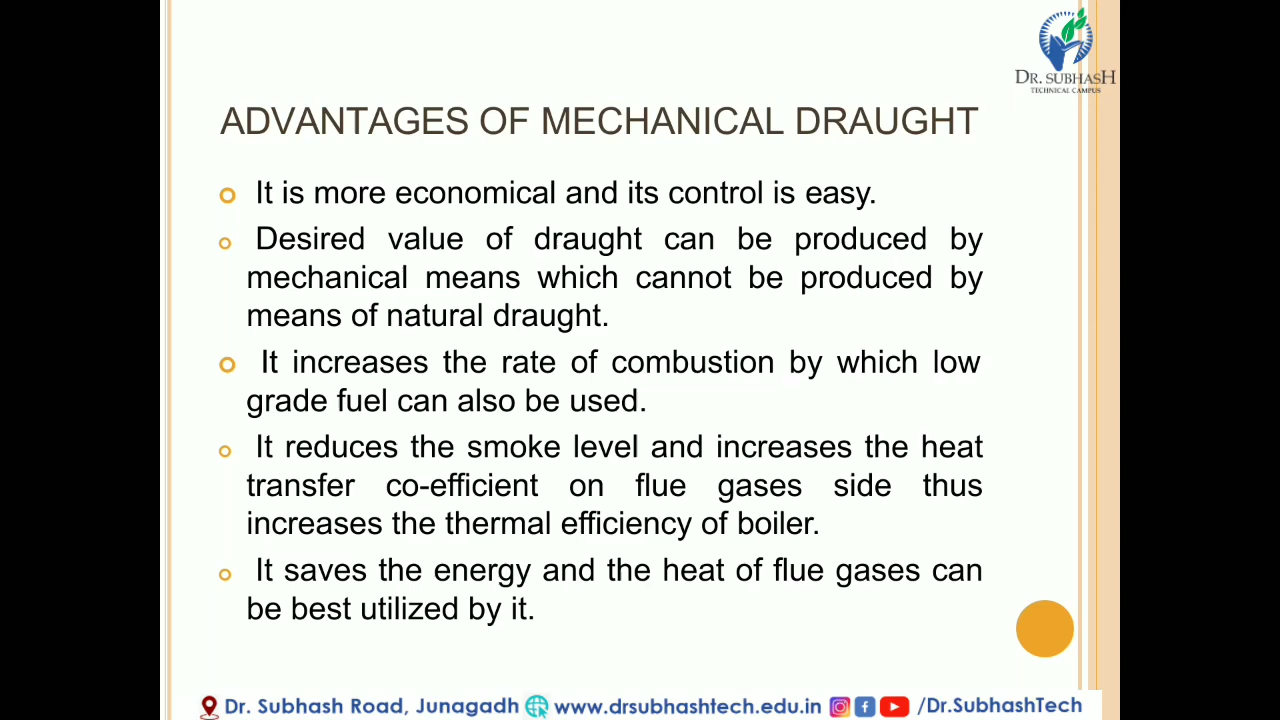 DR. SUBHASH
TECHNICAL CAMPUS
ADVANTAGES OF MECHANICAL DRAUGHT
It is more economical and its control is easy.
Desired value of draught can be produced by
mechanical means which cannot be produced by
means of natural draught.
It increases the rate of combustion by which low
grade fuel can also be used.
It reduces the smoke level and increases the heat
transfer co-efficient on flue gases side thus
increases the thermal efficiency of boiler.
It saves the energy and the heat of flue gases can
be best utilized by it.
Dr. Subhash Road, Junagadh www.drsubhashtech.edu.in /Dr.SubhashTech